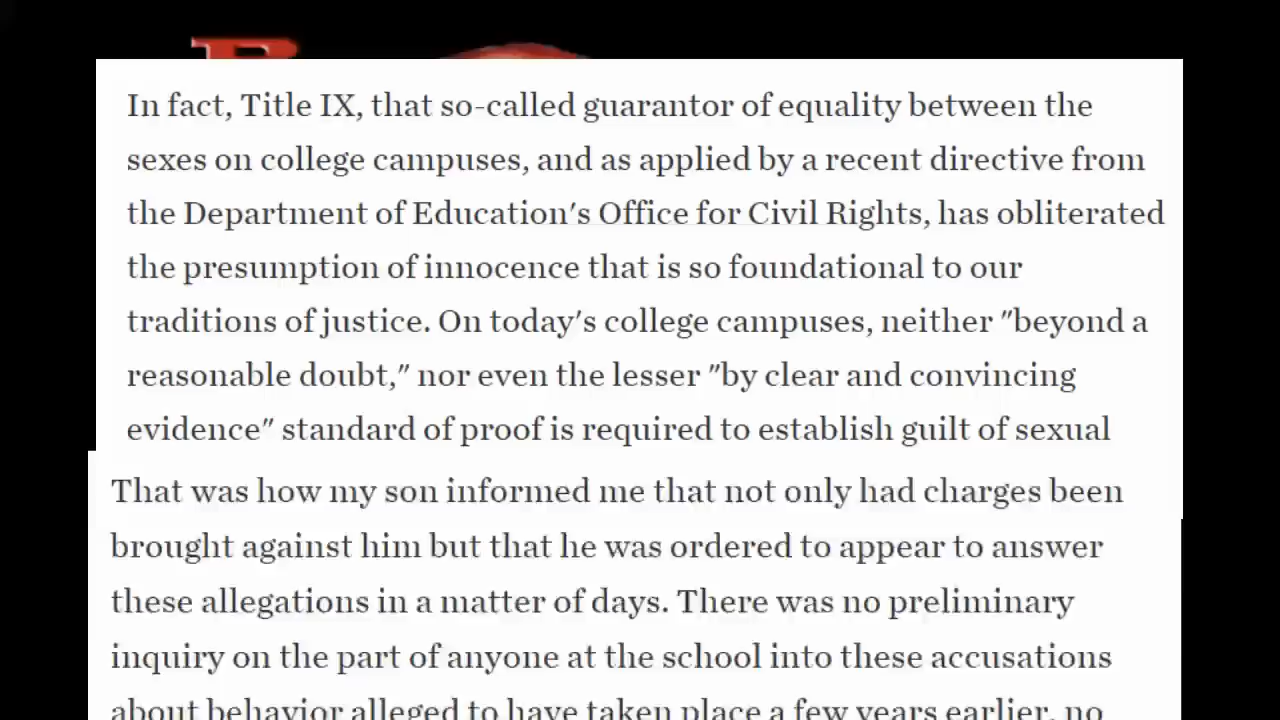 In fact, Title IX, that so-called guarantor of equality between the
sexes on college campuses, and as applied by a recent directive from
the Department of Education's Office for Civil Rights, has obliterated
the presumption of innocence that is so foundational to our
traditions of justice. On today's college campuses, neither "beyond a
reasonable doubt," nor even the lesser "by clear and convincing
evidence" standard of proof is required to establish guilt of sexual
That was how my son informed me that not only had charges been
brought against him but that he was ordered to appear to answer
these allegations in a matter of days. There was no preliminary
inquiry on the part of anyone at the school into these accusations
about behavior alleged to have taken place a few years earlier, no